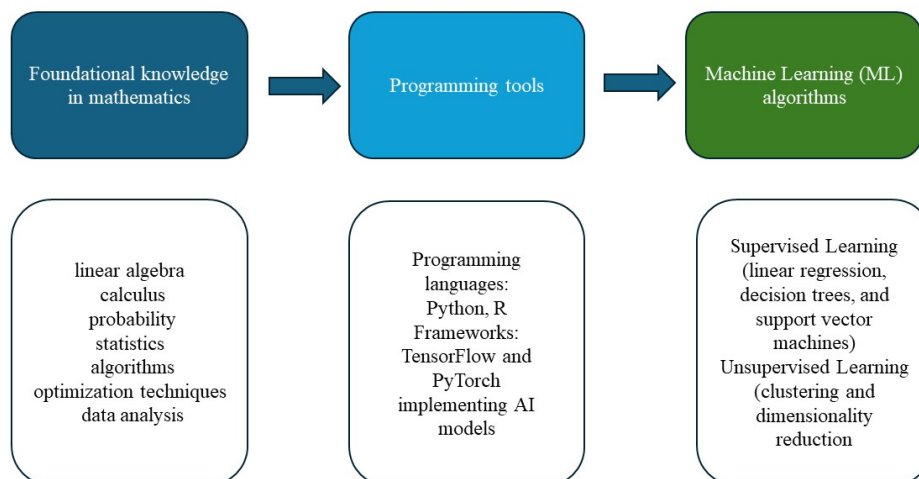 Foundational knowledge
in mathematics
Programming tools
Machine Learning (ML)
algorithms
linear algebra
calculus
probability
statistics
algorithms
optimization techniques
data analysis
Programming
languages:
Python, R
Frameworks:
TensorFlow and
PyTorch
implementing AI
models
Supervised Learning
(linear regression,
decision trees, and
support vector
machines)
Unsupervised Learning
(clustering and
dimensionality
reduction